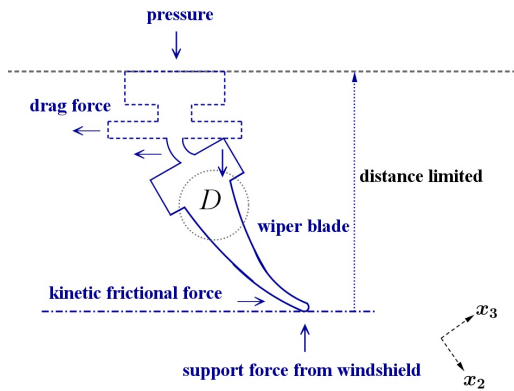 pressure
drag force
distance limited
D
wiper blade
kinetic frictional force
x₃
support force from windshield
x₂